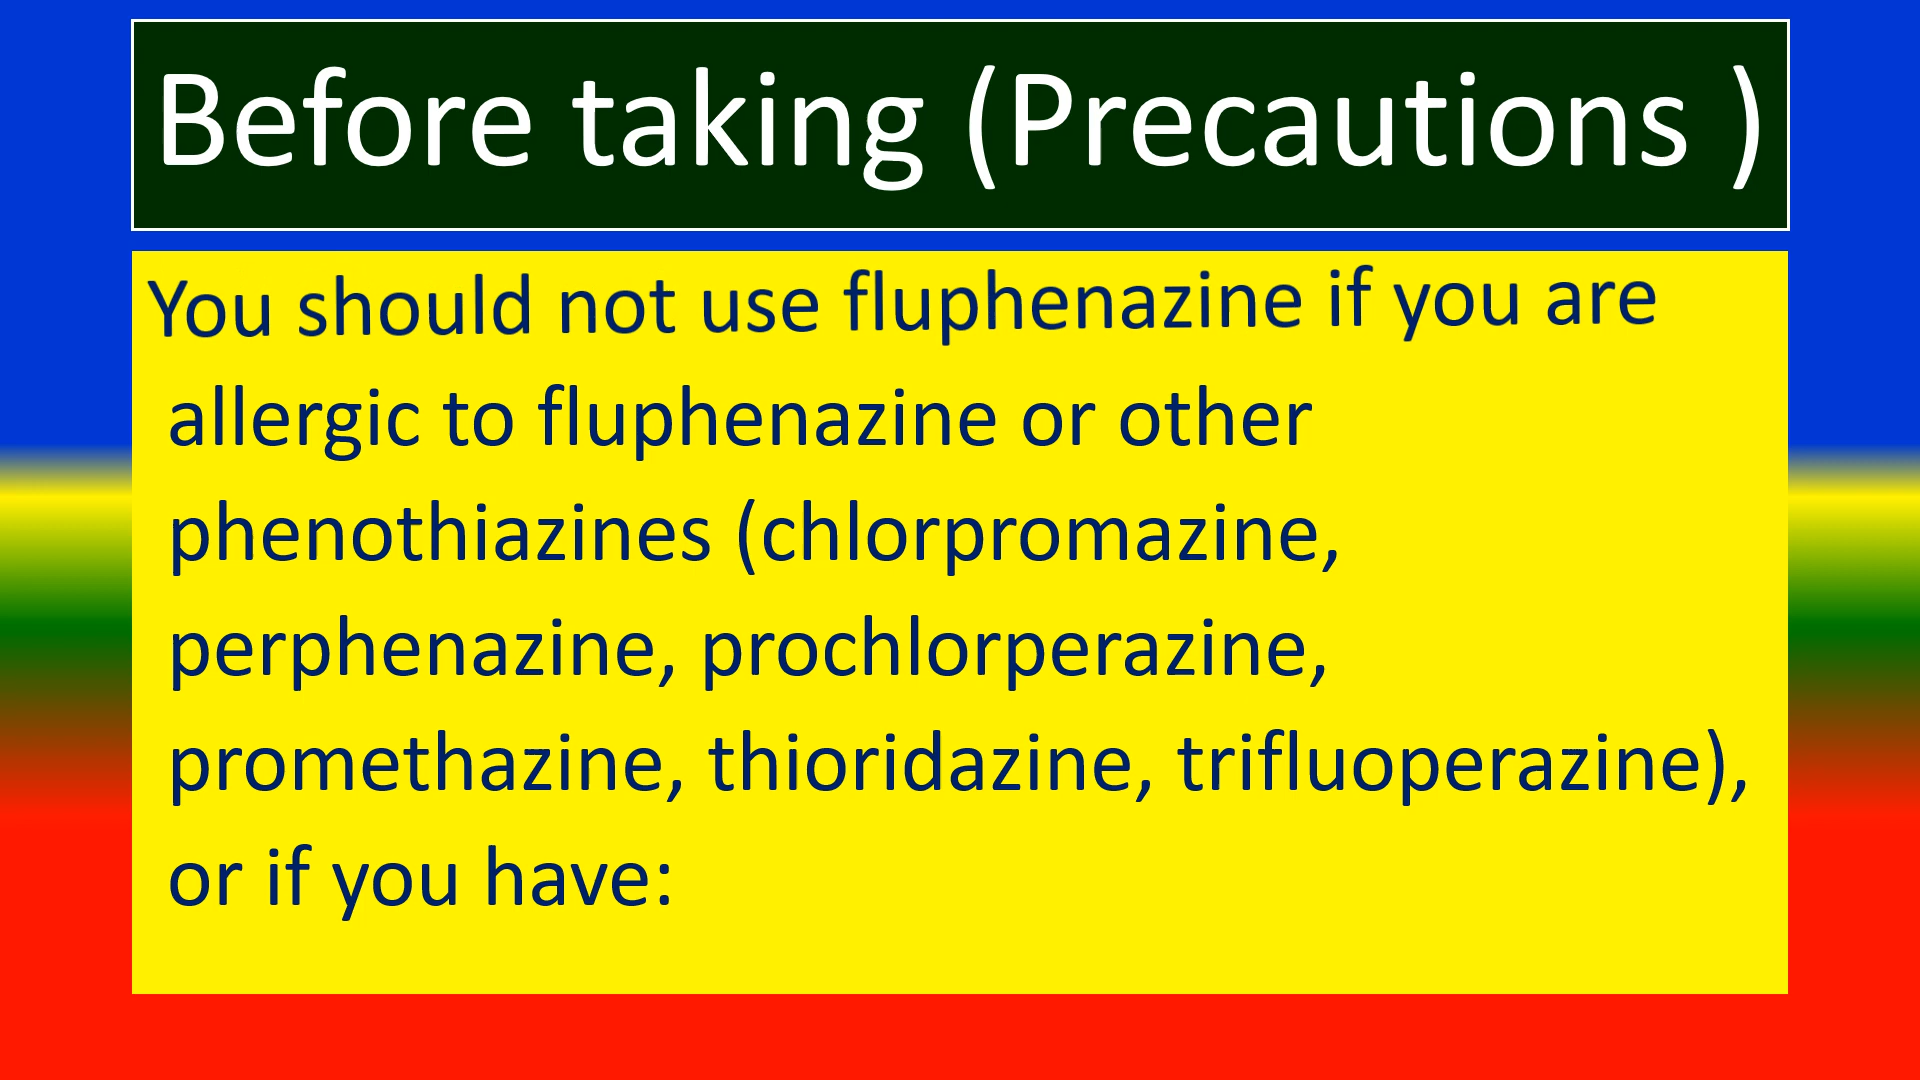 Before taking (Precautions )
You should not use fluphenazine if you are
allergic to fluphenazine or other
phenothiazines (chlorpromazine,
perphenazine, prochlorperazine,
promethazine, thioridazine, trifluoperazine),
or if you have: